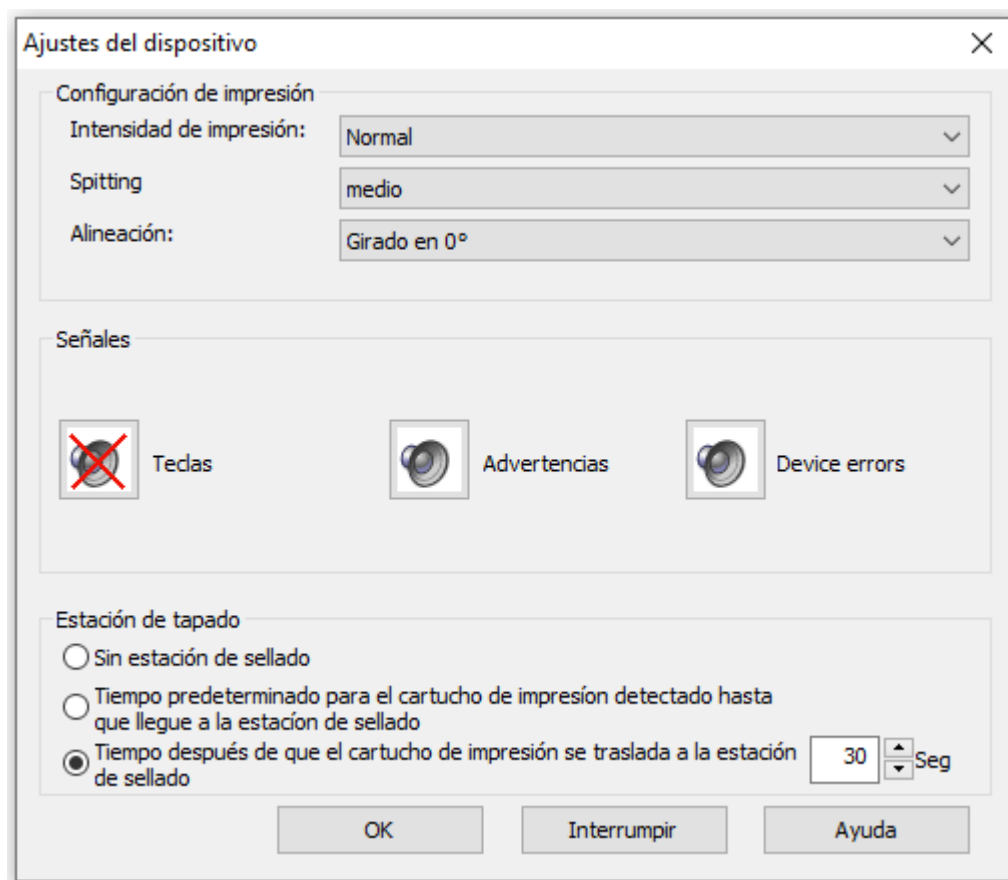 Ajustes del dispositivo
Configuración de impresión
Intensidad de impresión:
Normal
Spitting
medio
Alineación:
Girado en 0°
Señales
Teclas
Advertencias
Device errors
Estación de tapado
Sin estación de sellado
Tiempo predeterminado para el cartucho de impresíon detectado hasta
que llegue a la estacíon de sellado
Tiempo después de que el cartucho de impresión se traslada a la estación
de sellado
30 Seg
OK
Interrumpir
Ayuda